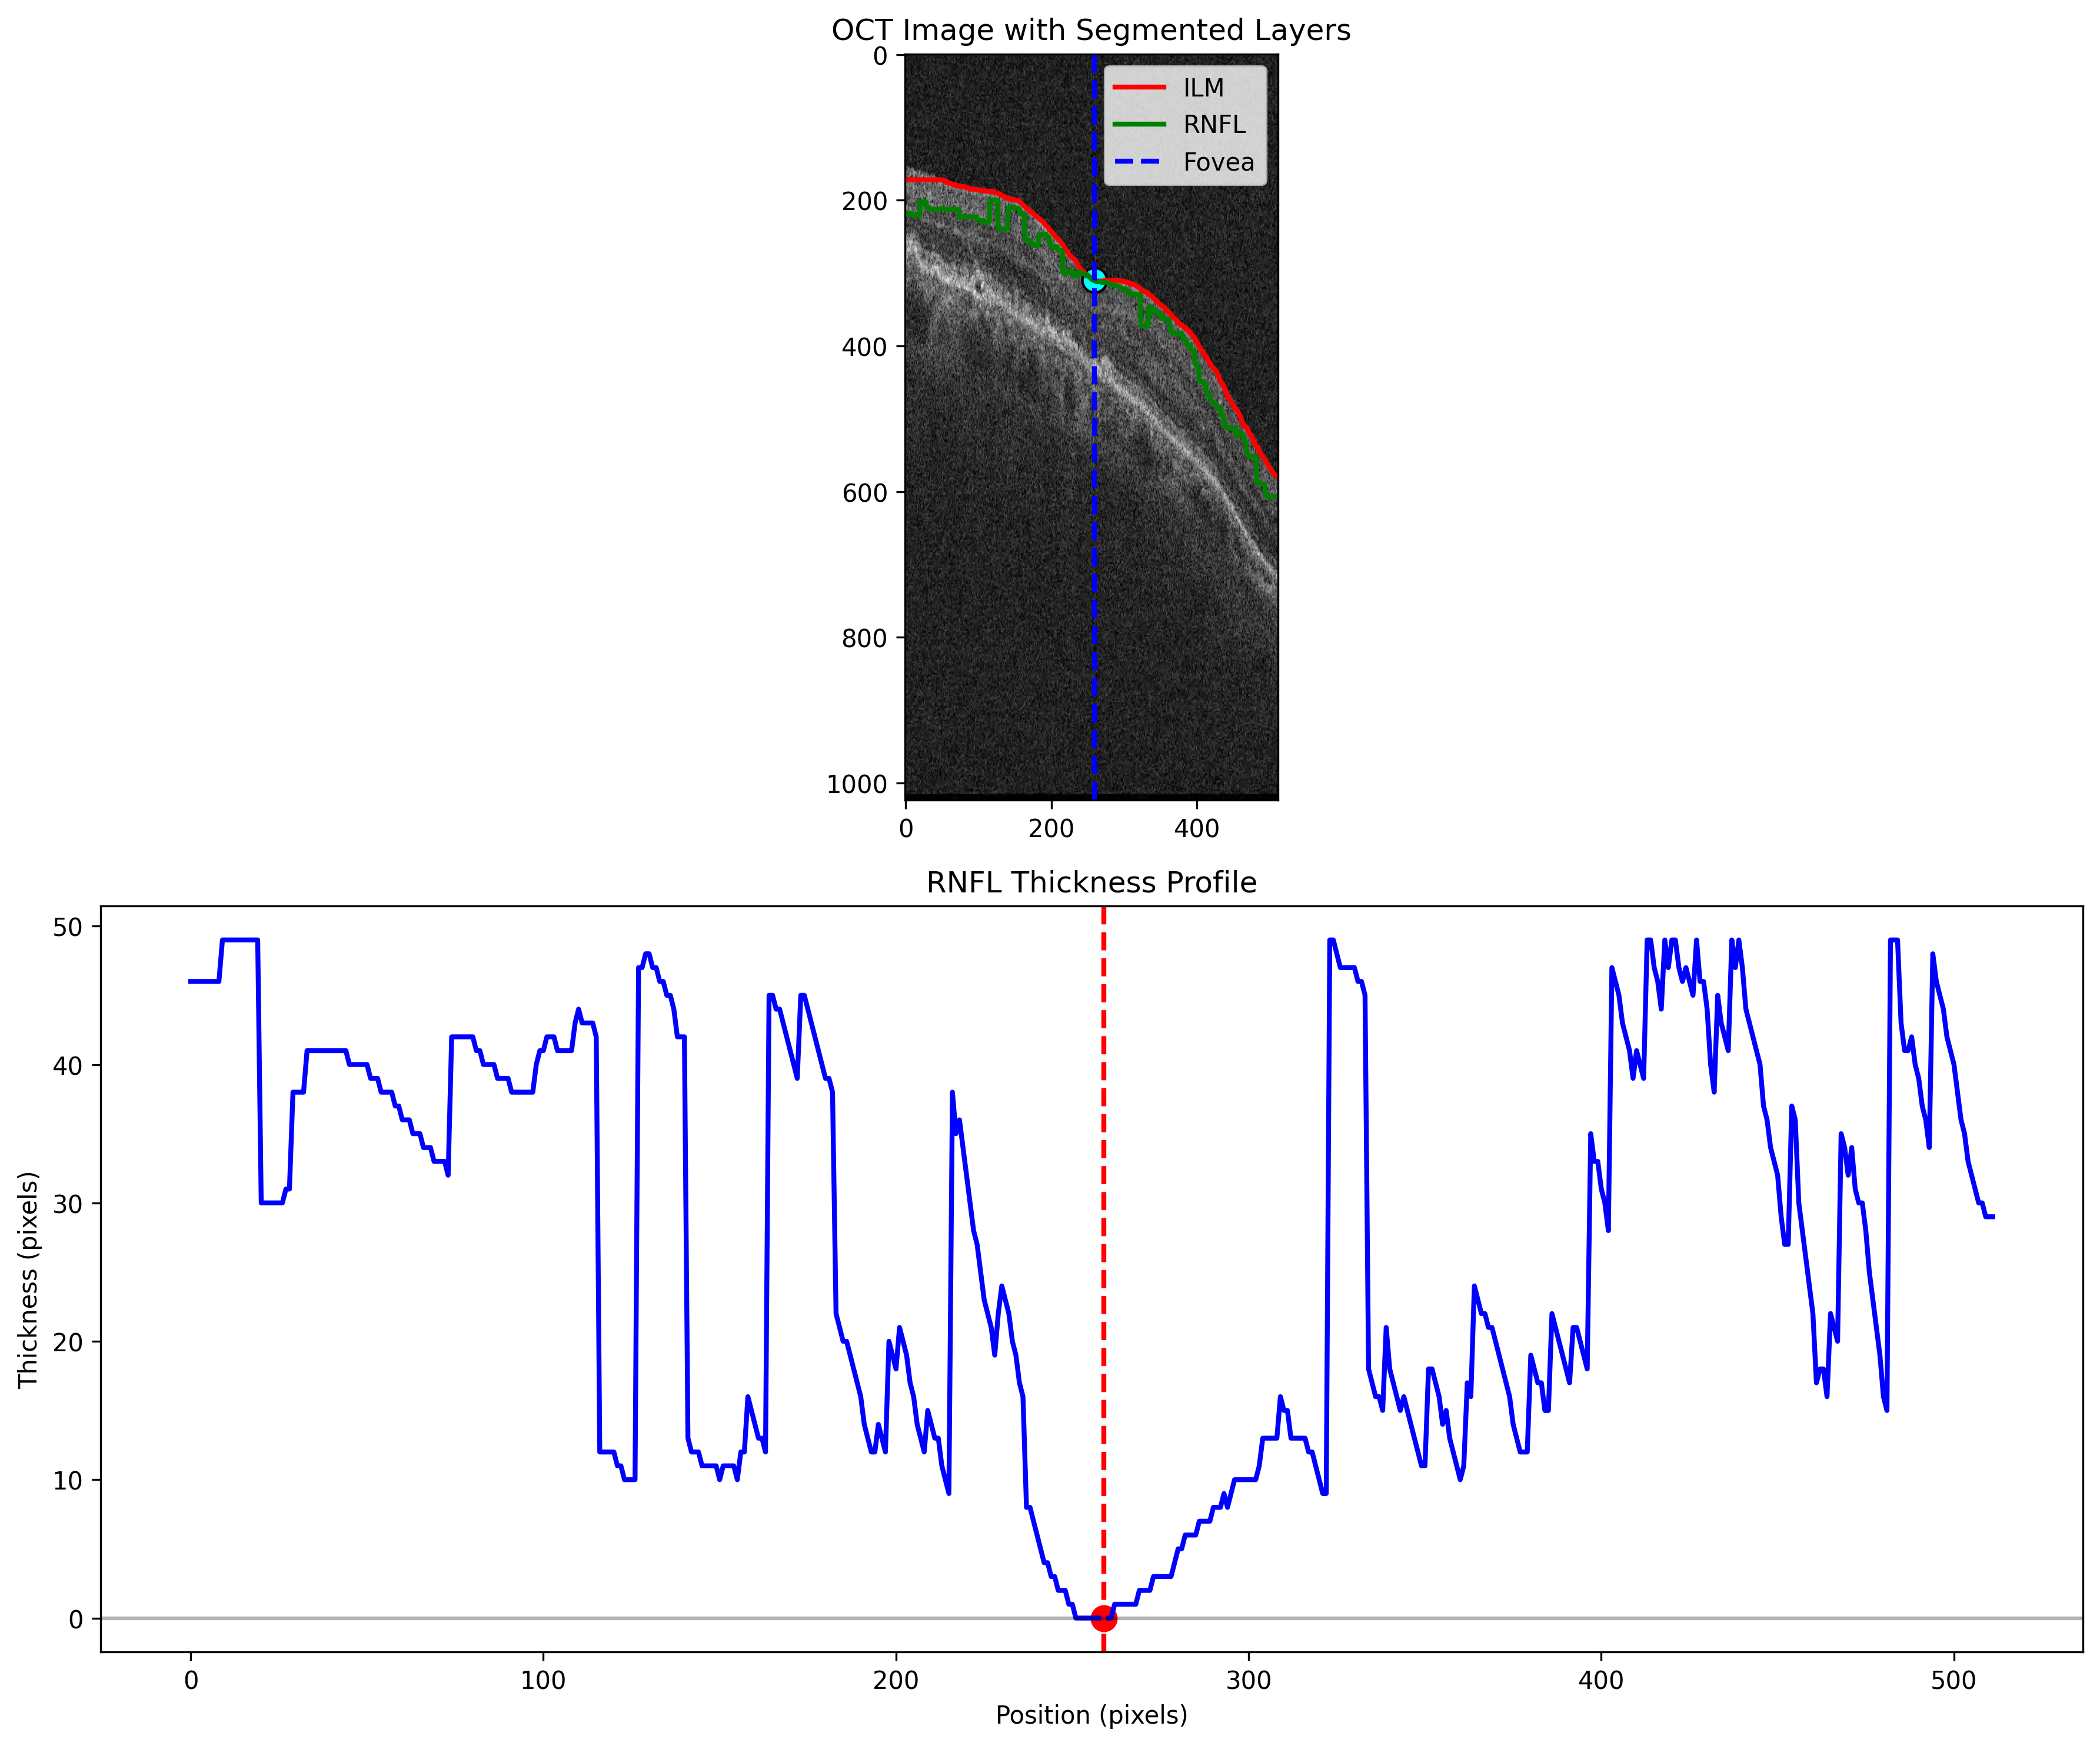 OCT Image with Segmented Layers
ILM
RNFL
Fovea
0
200
400
600
800
1000
0 200 400
RNFL Thickness Profile
Thickness (pixels)
50
40
30
20
10
0
0 100 200 300 400 500
Position (pixels)